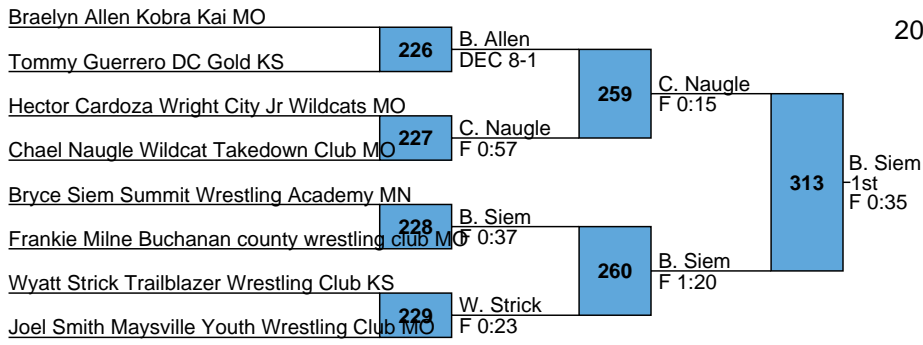 Braelyn Allen Kobra Kai MO
20
226
B. Allen
DEC 8-1
Tommy Guerrero DC Gold KS
259
C. Naugle
F 0:15
Hector Cardoza Wright City Jr Wildcats MO
227
C. Naugle
F 0:57
Chael Naugle Wildcat Takedown Club MO
313
B. Siem
1st
F 0:35
Bryce Siem Summit Wrestling Academy MN
228
B. Siem
F 0:37
Frankie Milne Buchanan county wrestling club MO
260
B. Siem
F 1:20
Wyatt Strick Trailblazer Wrestling Club KS
229
W. Strick
F 0:23
Joel Smith Maysville Youth Wrestling Club MO